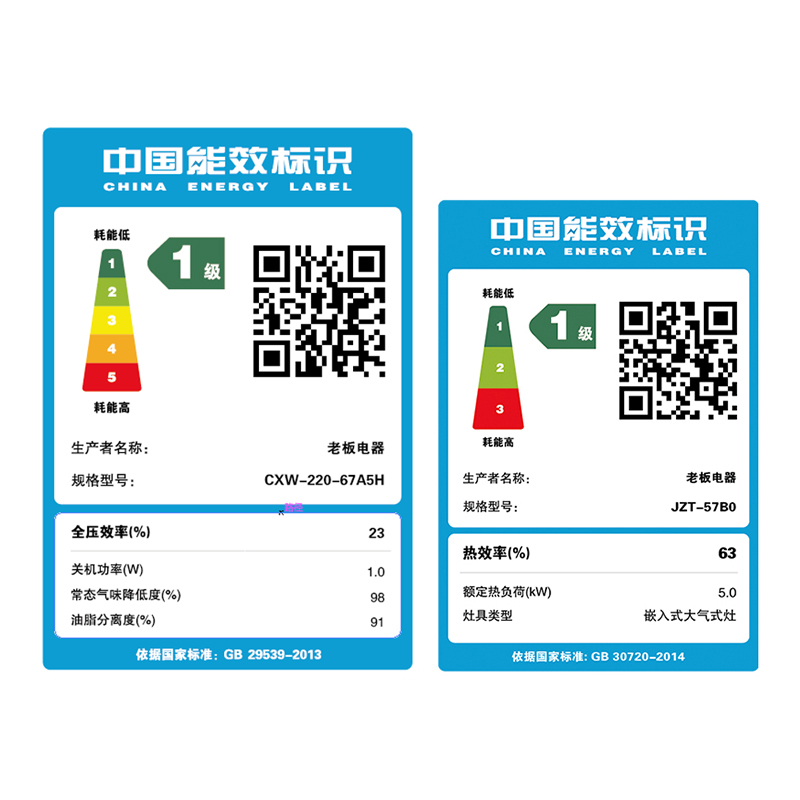 中国能效标识
CHINA ENERGY LABEL
耗能低
1
2
3
4
5
耗能高
1级
生产者名称： 老板电器
规格型号： CXW-220-67A5H
路径
全压效率(%) 23
关机功率(W) 1.0
常态气味降低度(%) 98
油脂分离度(%) 91
依据国家标准：GB 29539-2013
中国能效标识
CHINA ENERGY LABEL
耗能低
1
2
3
耗能高
1级
生产者名称： 老板电器
规格型号： JZT-57B0
热效率(%) 63
额定热负荷(kW) 5.0
灶具类型 嵌入式大气式灶
依据国家标准：GB 30720-2014